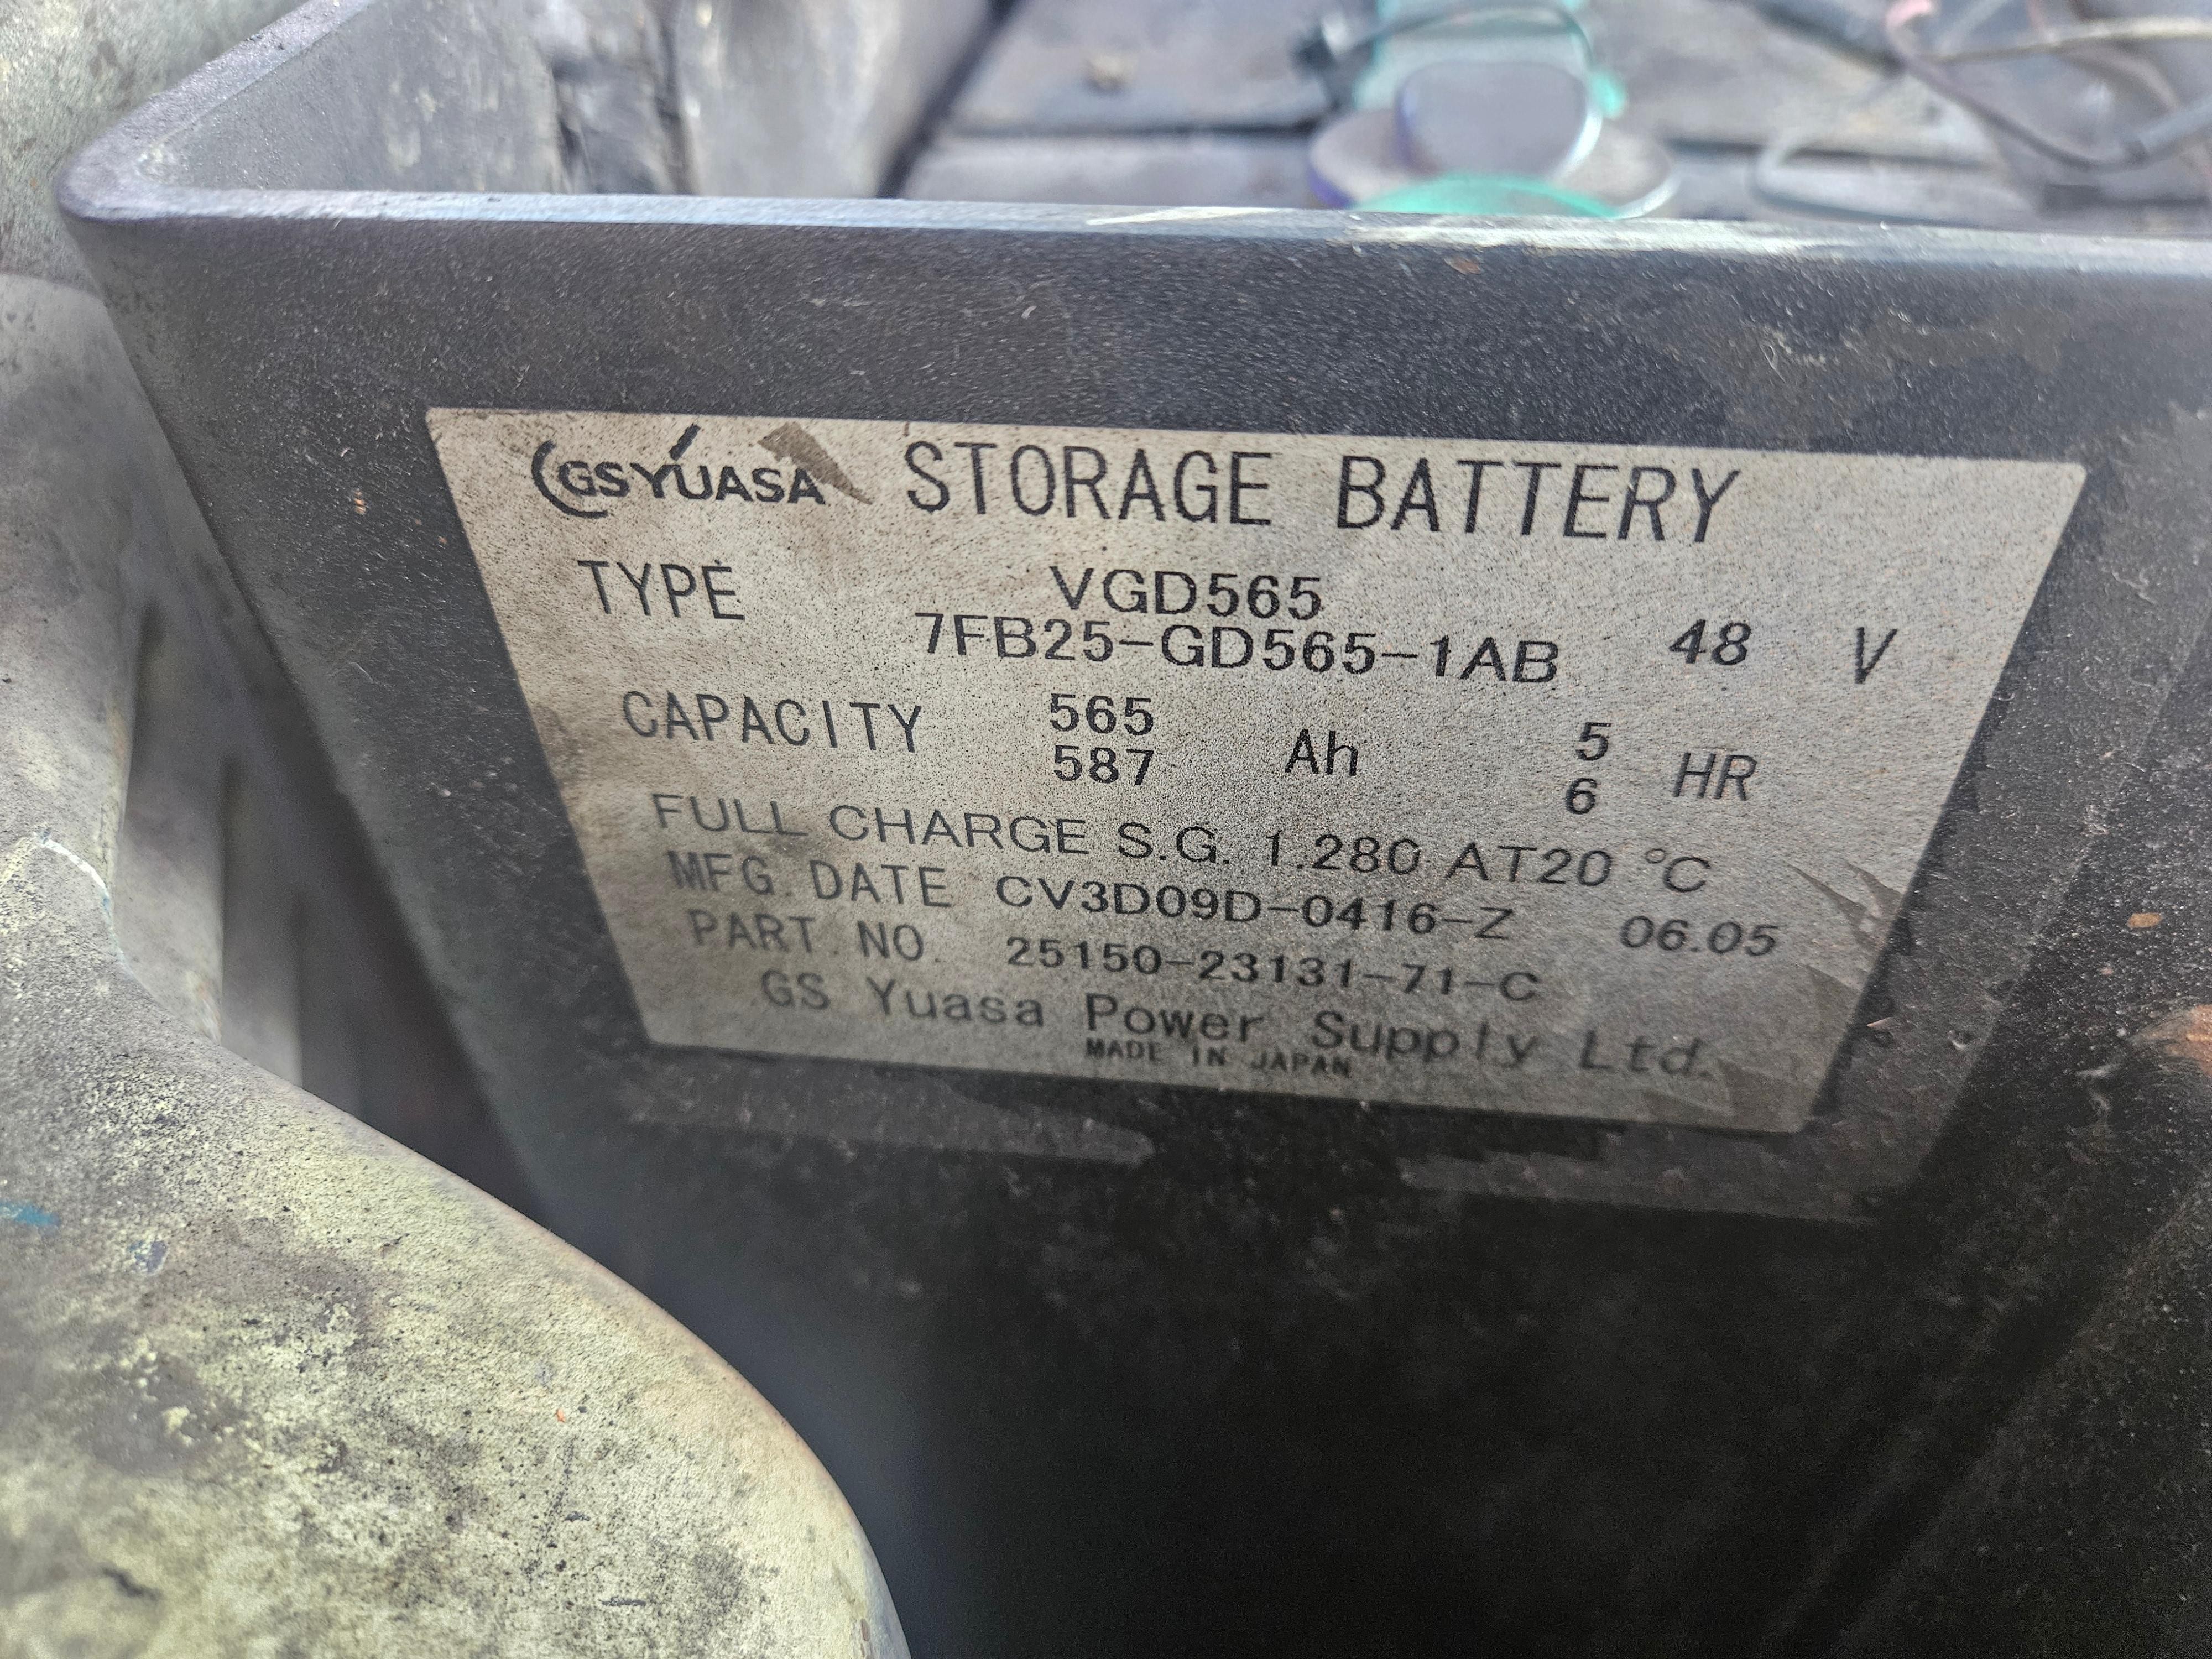 GS YUASA STORAGE BATTERY
TYPE VGD565
7FB25-GD565-1AB 48 V
CAPACITY 565 Ah 5 HR
587 6
FULL CHARGE S.G. 1.280 AT20 °C
MFG. DATE CV3D09D-0416-Z 06.05
PART. NO. 25150-23131-71-C
GS Yuasa Power Supply Ltd.
MADE IN JAPAN